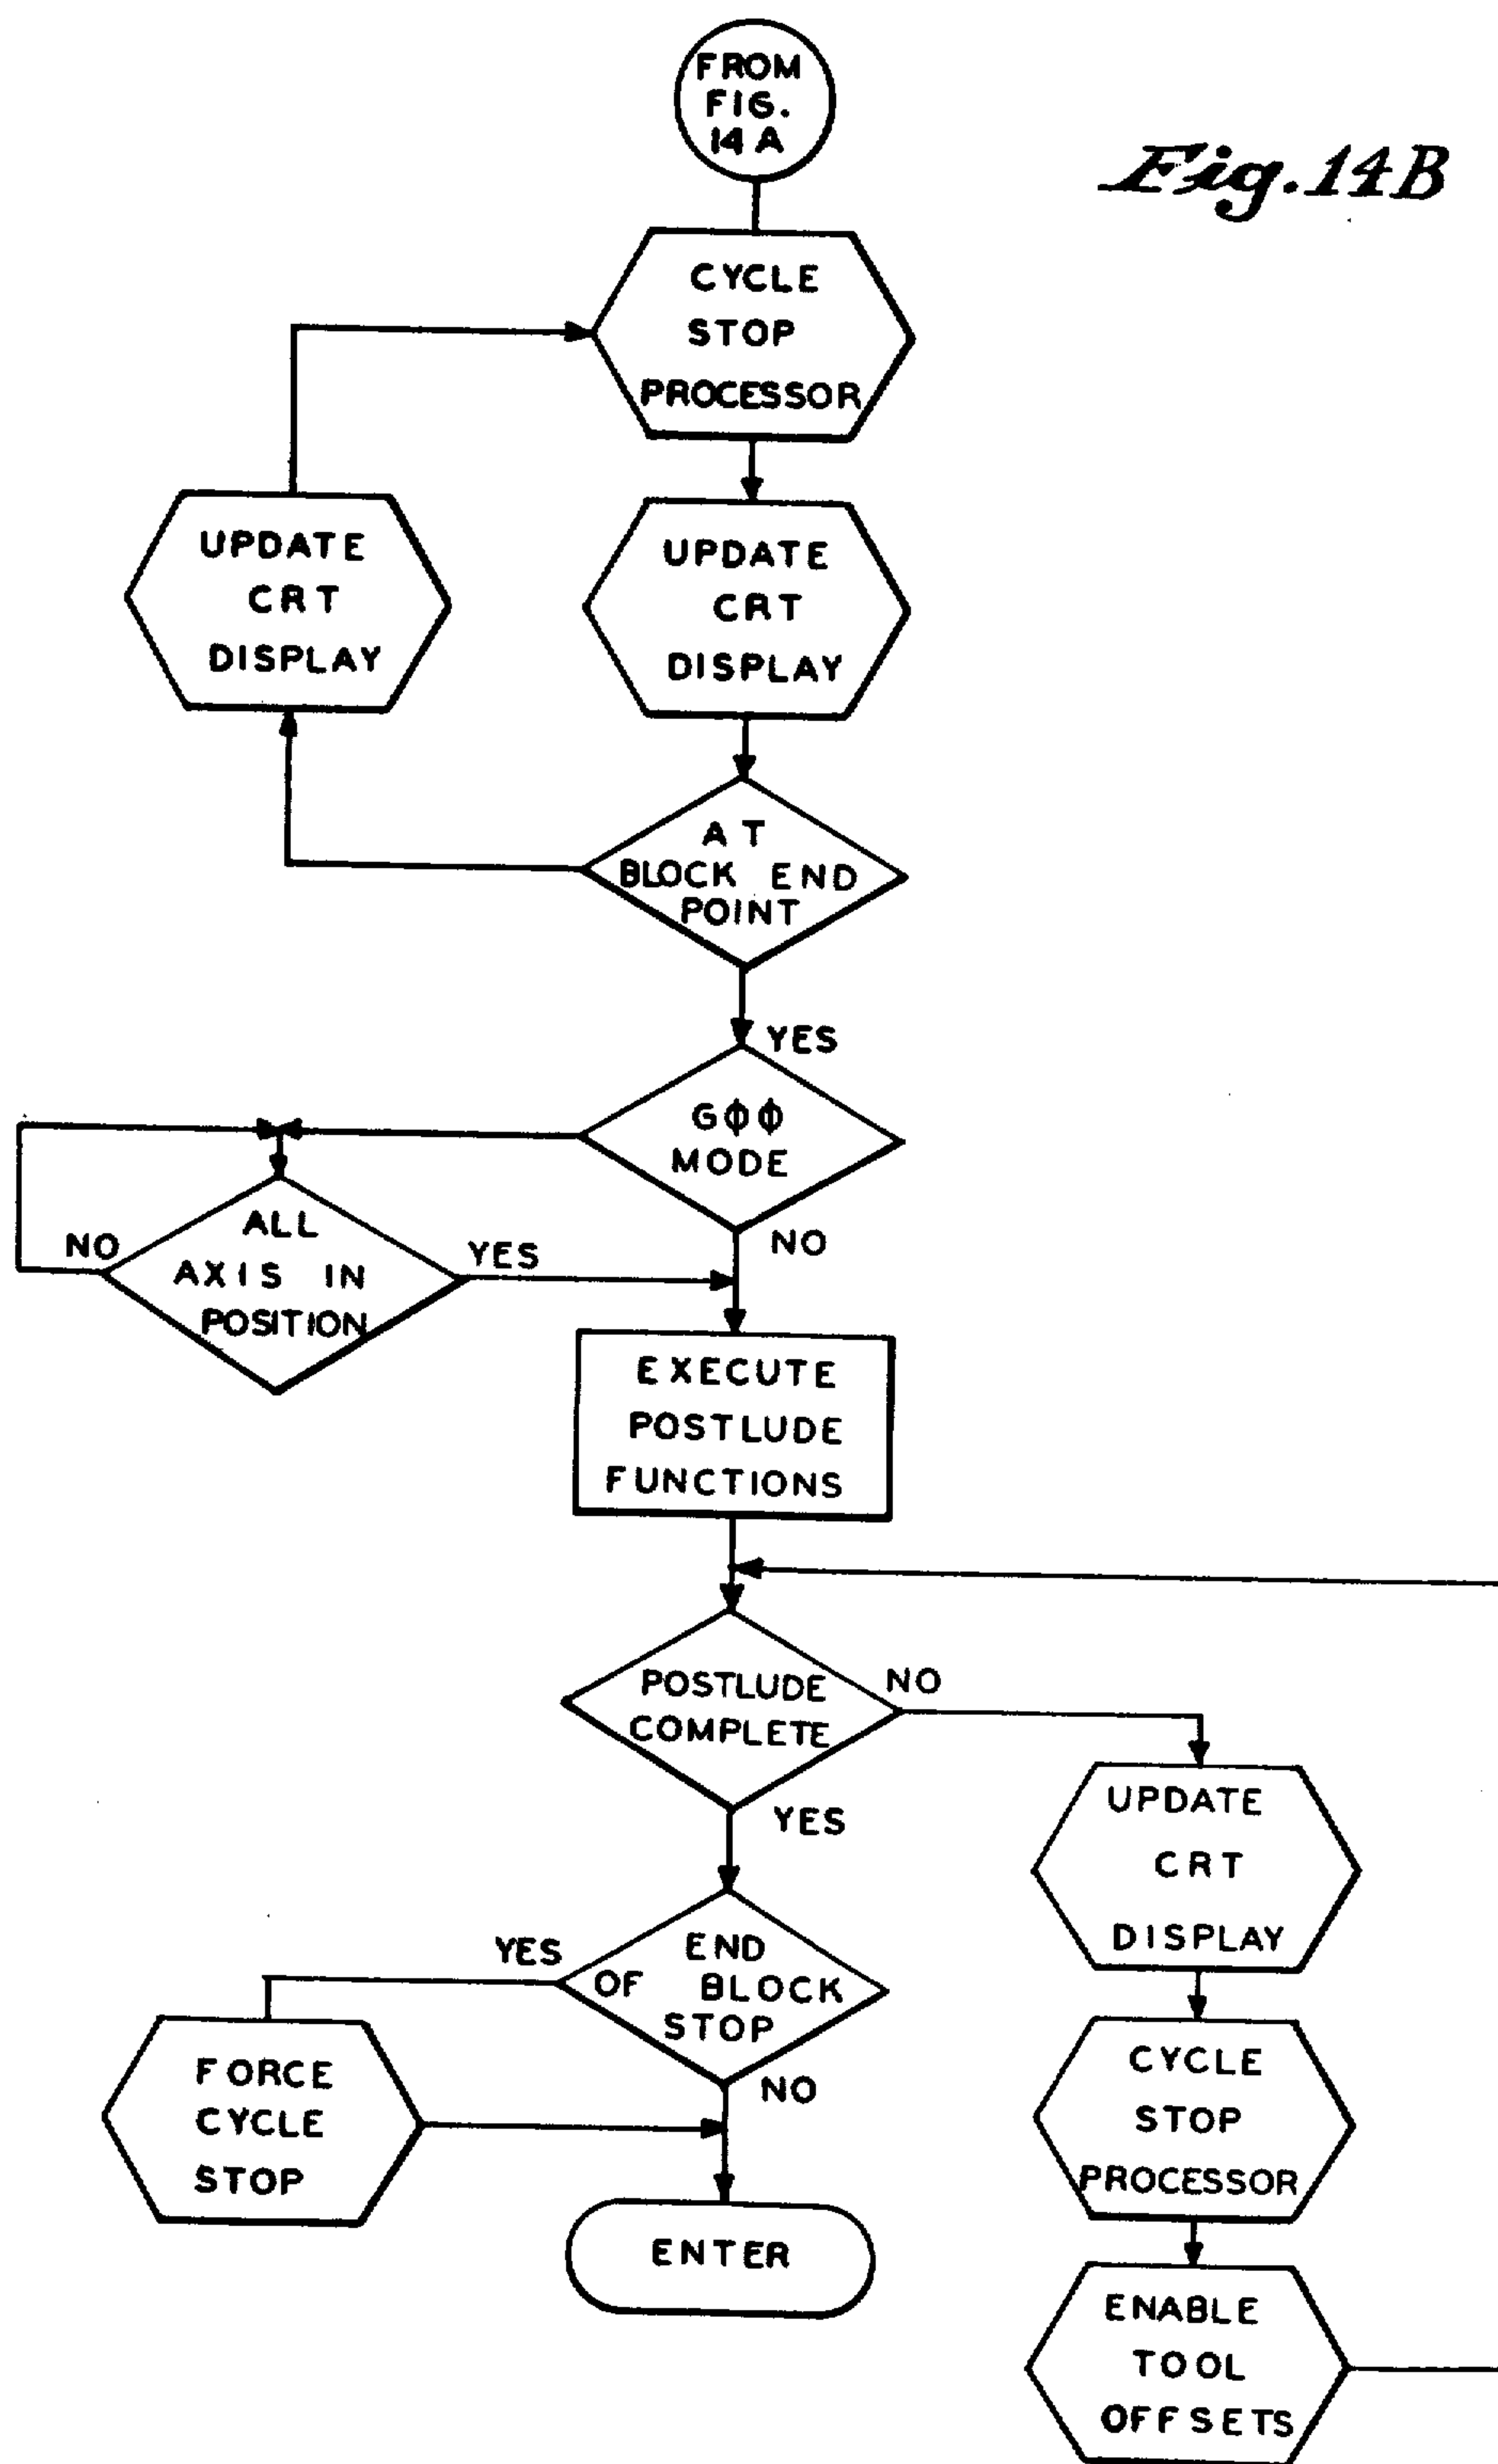 FROM
FIG.
14A
Fig. 14B
CYCLE
STOP
PROCESSOR
UPDATE
CRT
DISPLAY
UPDATE
CRT
DISPLAY
AT
BLOCK END
POINT
YES
GΦΦ
MODE
NO
ALL
AXIS IN
POSITION
NO
YES
EXECUTE
POSTLUDE
FUNCTIONS
POSTLUDE
COMPLETE
NO
YES
UPDATE
CRT
DISPLAY
END
OF BLOCK
STOP
YES
NO
FORCE
CYCLE
STOP
CYCLE
STOP
PROCESSOR
ENTER
ENABLE
TOOL
OFFSETS